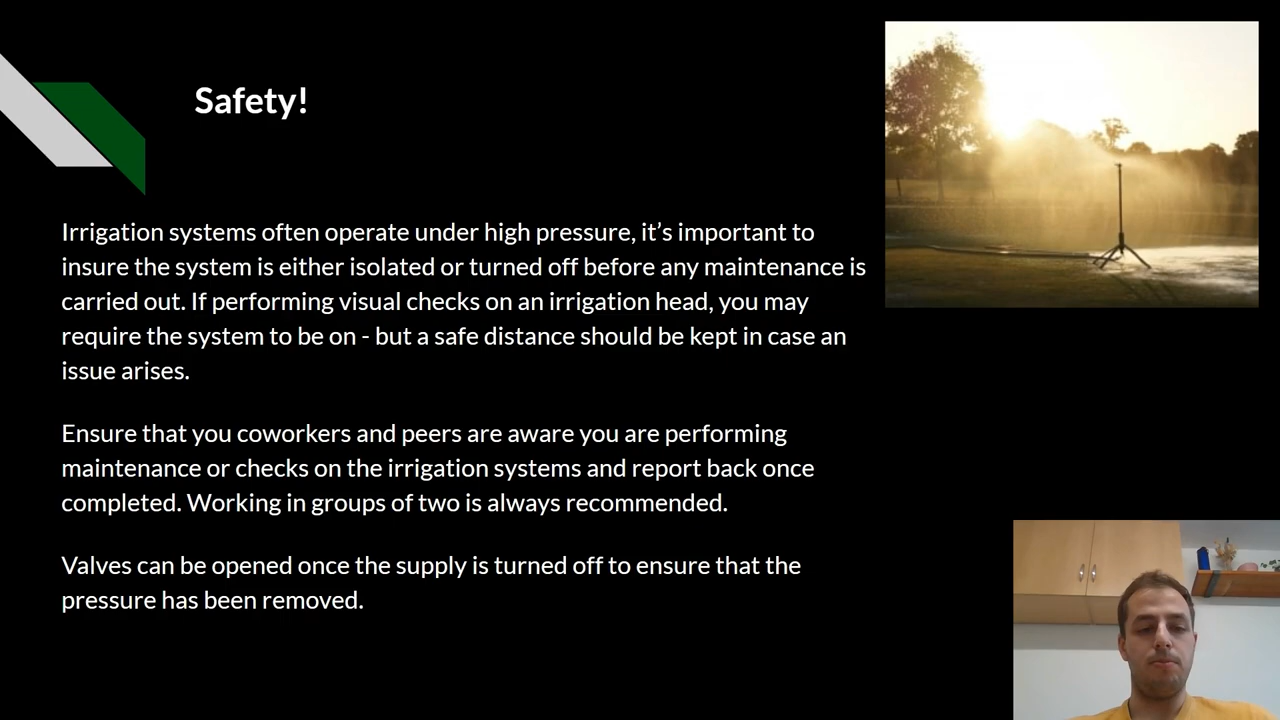 Safety!
Irrigation systems often operate under high pressure, it’s important to
insure the system is either isolated or turned off before any maintenance is
carried out. If performing visual checks on an irrigation head, you may
require the system to be on - but a safe distance should be kept in case an
issue arises.
Ensure that you coworkers and peers are aware you are performing
maintenance or checks on the irrigation systems and report back once
completed. Working in groups of two is always recommended.
Valves can be opened once the supply is turned off to ensure that the
pressure has been removed.